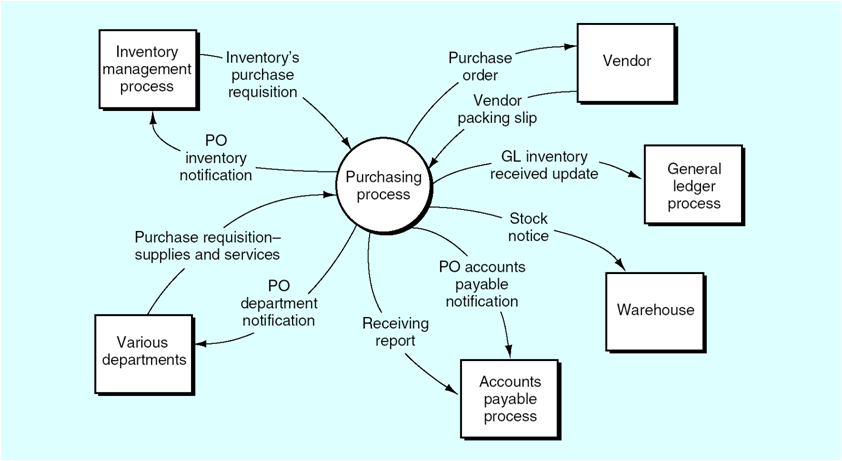 Inventory
management
process
Inventory's
purchase
requisition
Purchase
order
Vendor
Vendor
packing slip
PO
inventory
notification
Purchasing
process
GL inventory
received update
General
ledger
process
Purchase requisition–
supplies and services
Stock
notice
PO
department
notification
PO accounts
payable
notification
Receiving
report
Warehouse
Various
departments
Accounts
payable
process